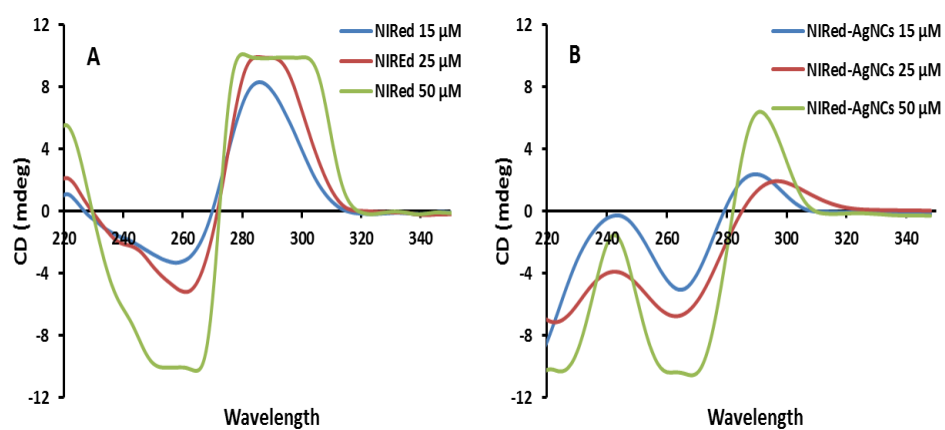 A
NIRed 15 µM
NIREd 25 µM
NIRed 50 µM
12
8
4
0
-4
-8
-12
220 240 260 280 300 320 340
CD (mdeg)
Wavelength
B
NIRed-AgNCs 15 µM
NIRed-AgNCs 25 µM
NIRed-AgNCs 50 µM
12
8
4
0
-4
-8
-12
220 240 260 280 300 320 340
CD (mdeg)
Wavelength